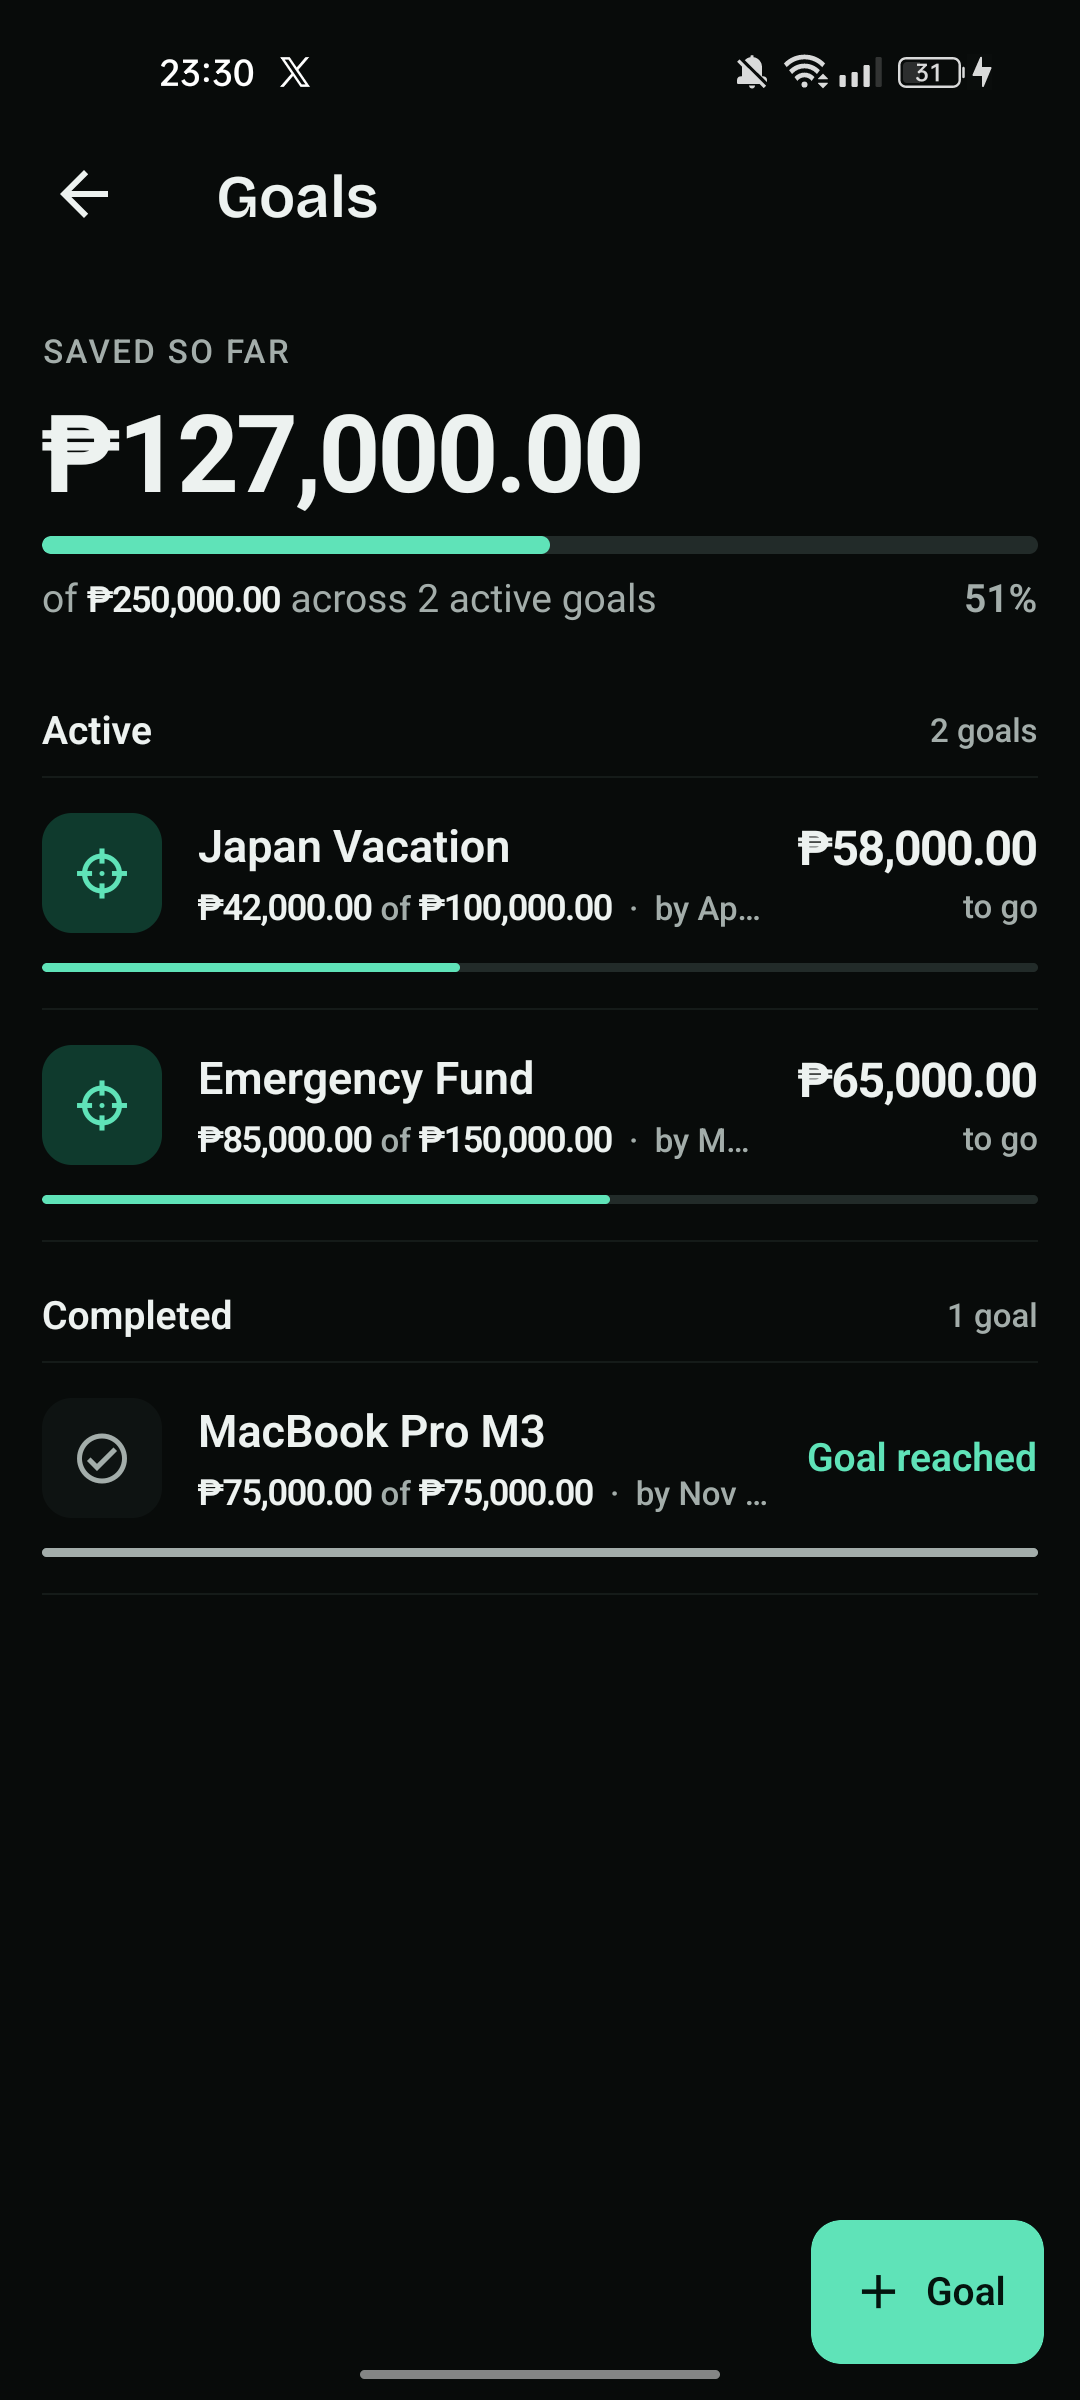 23:30
31
Goals
SAVED SO FAR
₱127,000.00
of ₱250,000.00 across 2 active goals 51%
Active 2 goals
Japan Vacation ₱58,000.00
₱42,000.00 of ₱100,000.00 · by Ap... to go
Emergency Fund ₱65,000.00
₱85,000.00 of ₱150,000.00 · by M... to go
Completed 1 goal
MacBook Pro M3
₱75,000.00 of ₱75,000.00 · by Nov ... Goal reached
+ Goal